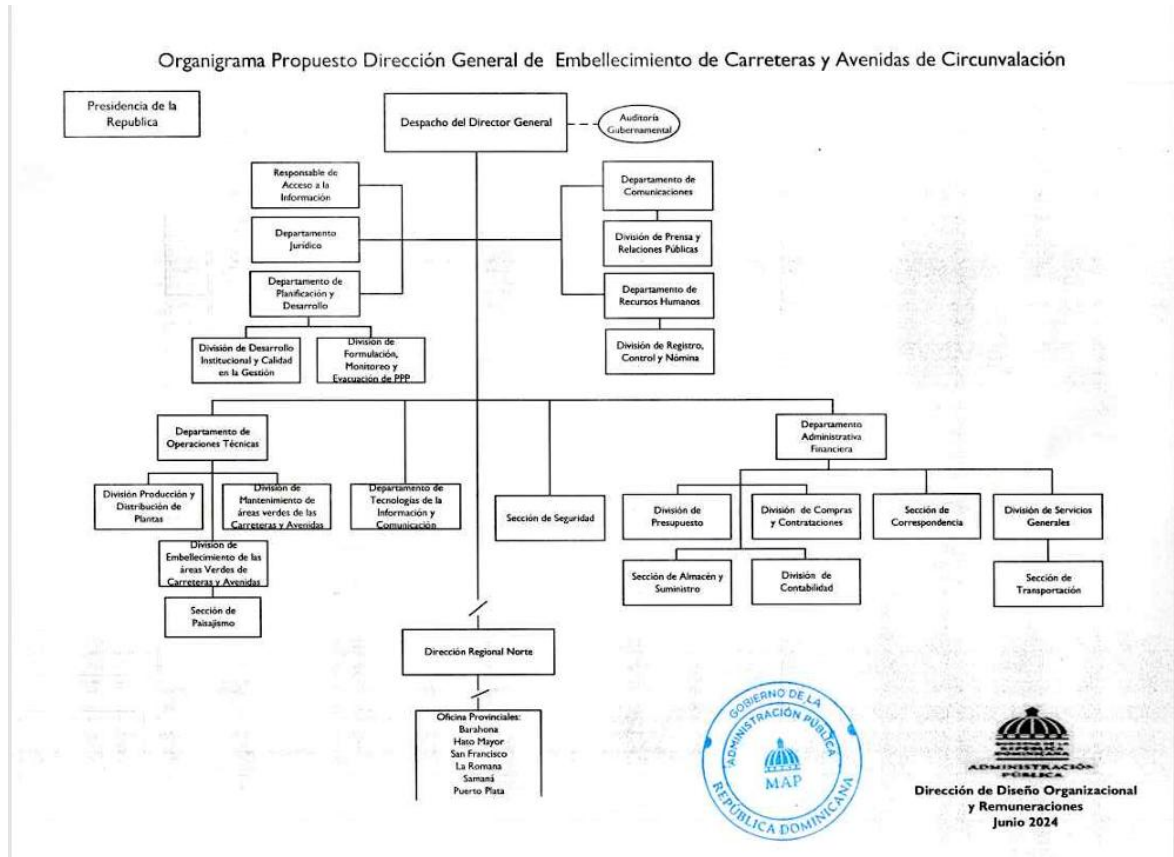 Organigrama Propuesto Dirección General de Embellecimiento de Carreteras y Avenidas de Circunvalación
Presidencia de la
Republica
Despacho del Director General
Auditoría
Gubernamental
Responsable de
Acceso a la
Información
Departamento de
Comunicaciones
Departamento
Jurídico
División de Prensa y
Relaciones Públicas
Departamento de
Planificación y
Desarrollo
Departamento de
Recursos Humanos
División de Desarrollo
Institucional y Calidad
en la Gestión
División de
Formulación,
Monitoreo y
Evacuación de PPP
División de Registro,
Control y Nómina
Departamento de
Operaciones Técnicas
Departamento
Administrativa
Financiera
División Producción y
Distribución de
Plantas
División de
Mantenimiento de
áreas verdes de las
Carreteras y Avenidas
Departamento de
Tecnologías de la
Información y
Comunicación
Sección de Seguridad
División de
Presupuesto
División de Compras
y Contrataciones
Sección de
Correspondencia
División de Servicios
Generales
División de
Embellecimiento de las
áreas Verdes de
Carreteras y Avenidas
Sección de Almacén y
Suministro
División de
Contabilidad
Sección de
Transportación
Sección de
Paisajismo
Dirección Regional Norte
Oficina Provinciales:
Barahona
Hato Mayor
San Francisco
La Romana
Samaná
Puerto Plata
GOBIERNO DE LA
REPÚBLICA DOMINICANA
ADMINISTRACIÓN PÚBLICA
MAP
GOBIERNO DE LA
REPÚBLICA
DOMINICANA
ADMINISTRACIÓN
PÚBLICA
Dirección de Diseño Organizacional
y Remuneraciones
Junio 2024